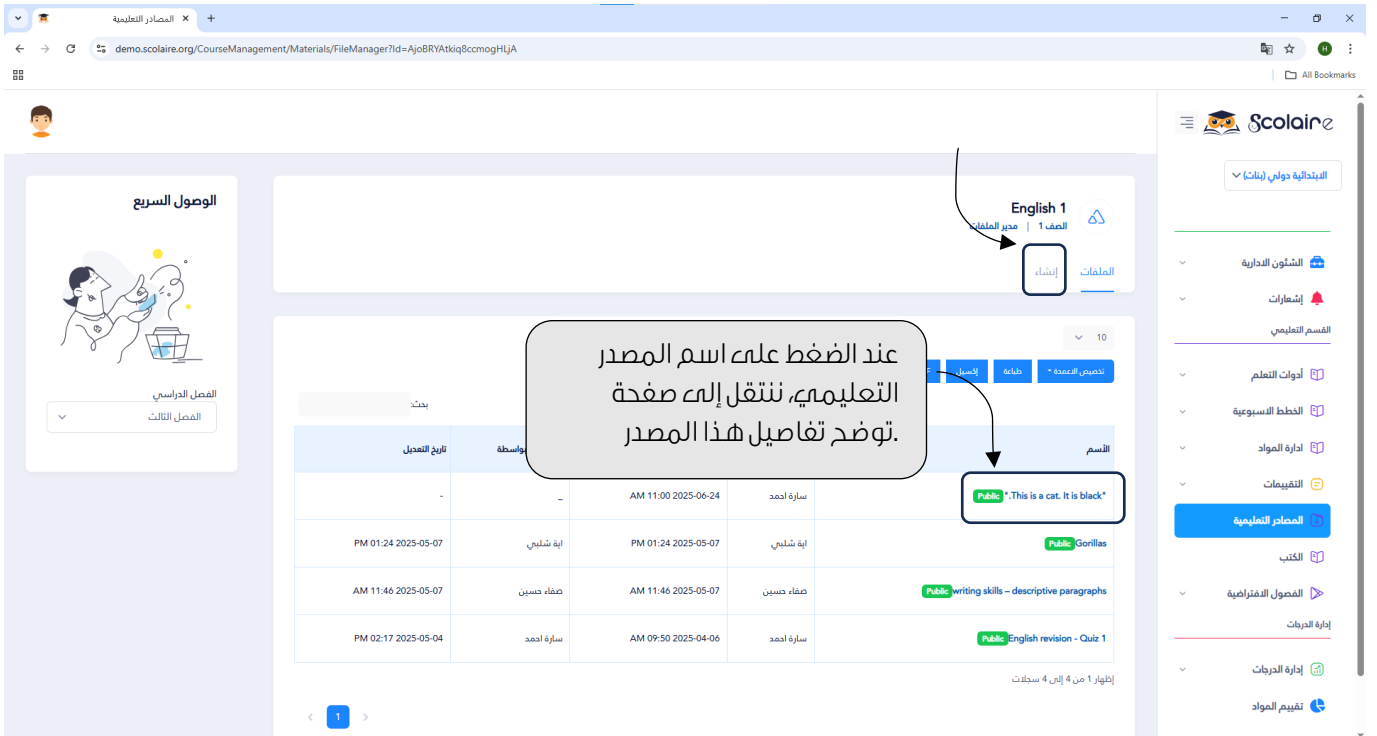 المصادر التعليمية
demo.scolaire.org/CourseManagement/Materials/FileManager?Id=AjoBRYAtkiq8ccmogHLjA
H
All Bookmarks
Scolaire
الابتدائية دولي (بنات)
الشئون الادارية
إشعارات
القسم التعليمي
أدوات التعلم
الخطط الاسبوعية
ادارة المواد
التقييمات
المصادر التعليمية
الكتب
الفصول الافتراضية
إدارة الدرجات
إدارة الدرجات
تقييم المواد
English 1
الصف 1 | مدير الملفات
الملفات إنشاء
10
تخصيص الاعمدة طباعة إكسيل F
بحث:
عند الضغط على اسم المصدر
التعليمي، ننتقل إلى صفحة
.توضح تفاصيل هذا المصدر
الأسم بواسطة تاريخ التعديل
*This is a cat. It is black.* Public سارة احمد 2025-06-24 11:00 AM _ -
Gorillas Public اية شلبي 2025-05-07 01:24 PM اية شلبي 2025-05-07 01:24 PM
writing skills – descriptive paragraphs Public صفاء حسين 2025-05-07 11:46 AM صفاء حسين 2025-05-07 11:46 AM
English revision - Quiz 1 Public سارة احمد 2025-04-06 09:50 AM سارة احمد 2025-05-04 02:17 PM
إظهار 1 من 4 إلى 4 سجلات
1
الوصول السريع
الفصل الدراسي
الفصل الثالث